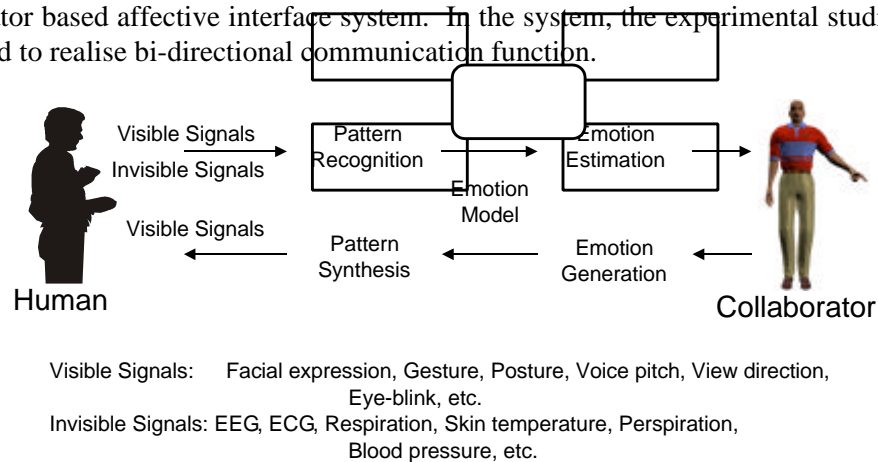 ator based affective interface system. In the system, the experimental studi
d to realise bi-directional communication function.
Visible Signals
Invisible Signals
Pattern
Recognition
Emotion
Estimation
Emotion
Model
Visible Signals
Pattern
Synthesis
Emotion
Generation
Human
Collaborator
Visible Signals: Facial expression, Gesture, Posture, Voice pitch, View direction,
Eye-blink, etc.
Invisible Signals: EEG, ECG, Respiration, Skin temperature, Perspiration,
Blood pressure, etc.